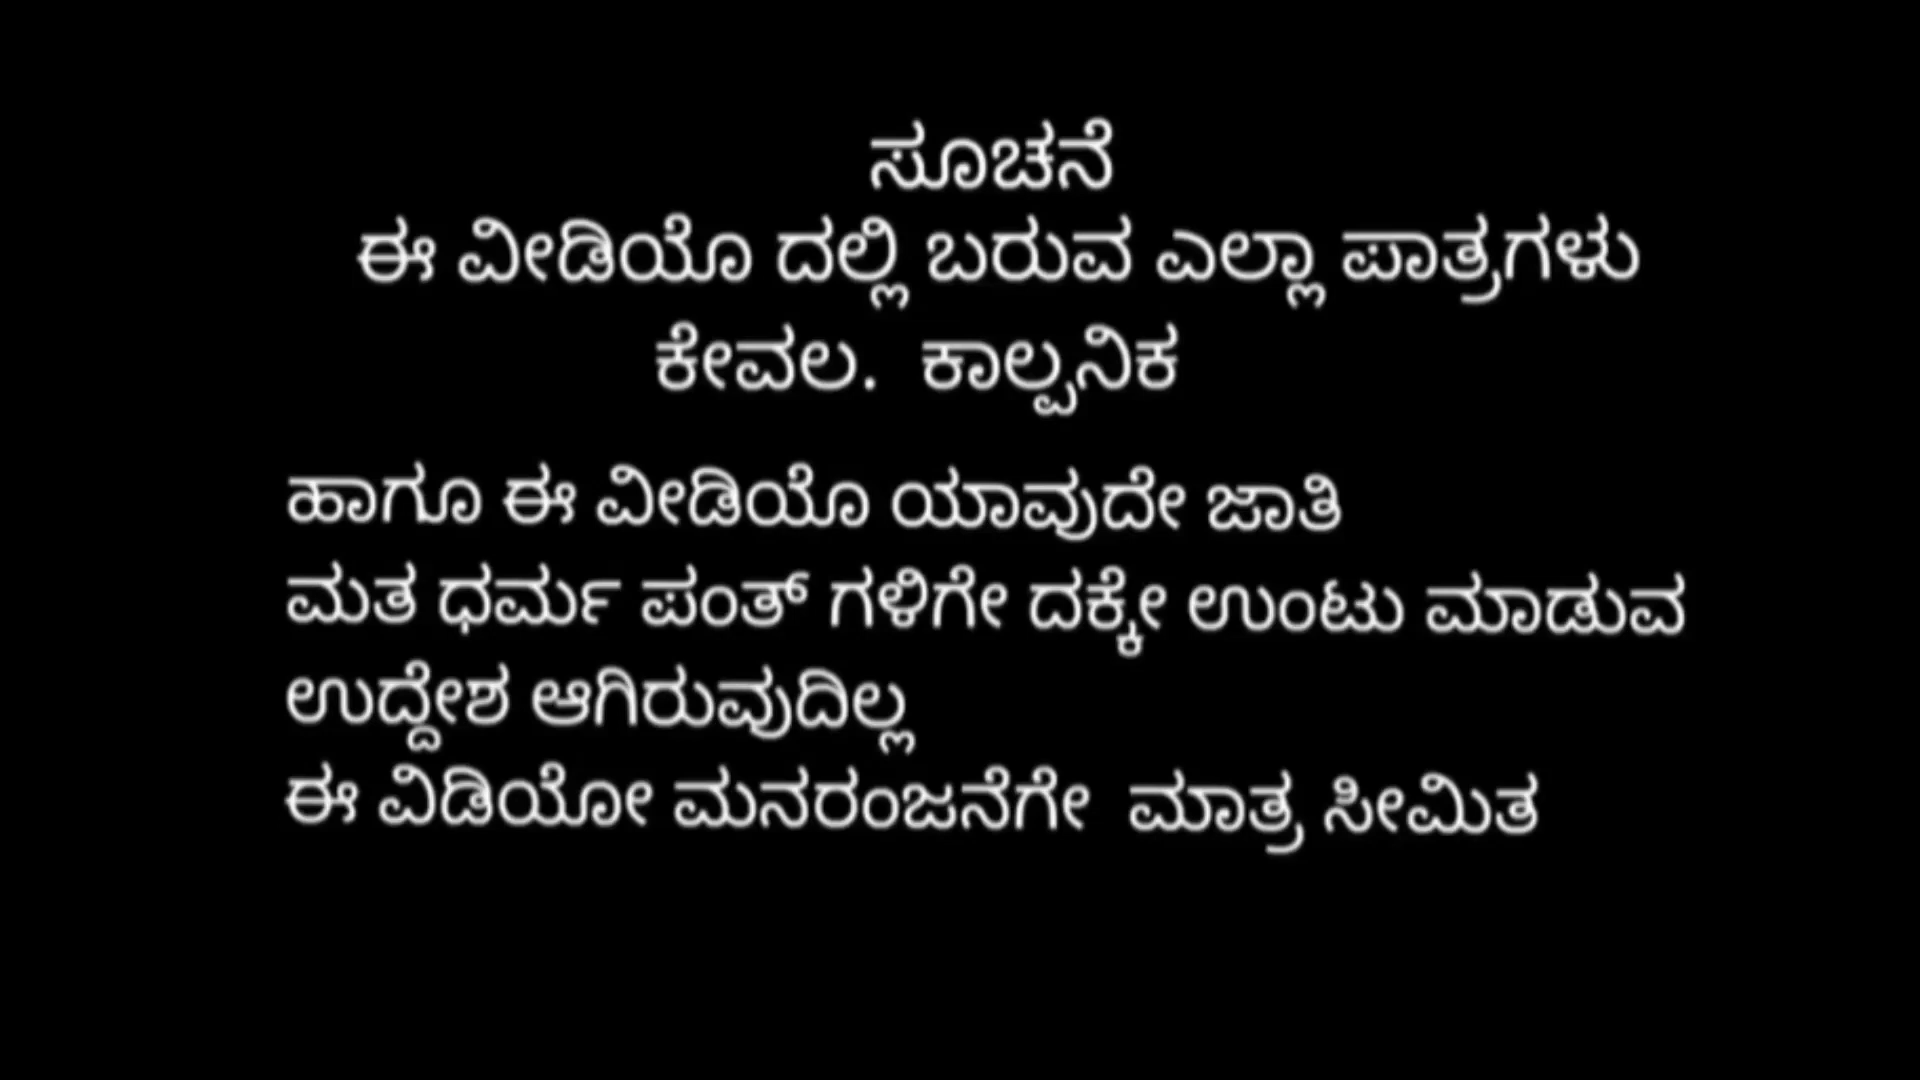 ಸೂಚನೆ
ಈ ವೀಡಿಯೊ ದಲ್ಲಿ ಬರುವ ಎಲ್ಲಾ ಪಾತ್ರಗಳು
ಕೇವಲ. ಕಾಲ್ಪನಿಕ
ಹಾಗೂ ಈ ವೀಡಿಯೊ ಯಾವುದೇ ಜಾತಿ
ಮತ ಧರ್ಮ ಪಂತ್ ಗಳಿಗೇ ದಕ್ಕೇ ಉಂಟು ಮಾಡುವ
ಉದ್ದೇಶ ಆಗಿರುವುದಿಲ್ಲ
ಈ ವಿಡಿಯೋ ಮನರಂಜನೆಗೇ ಮಾತ್ರ ಸೀಮಿತ